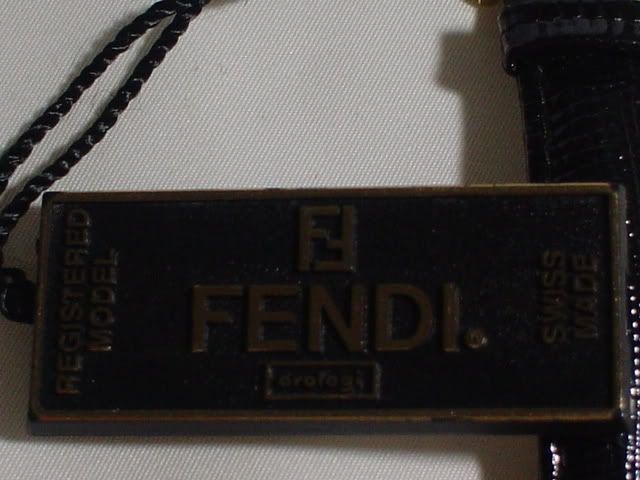 REGISTERED
MODEL
FF
FENDI®
orologi
SWISS
MADE